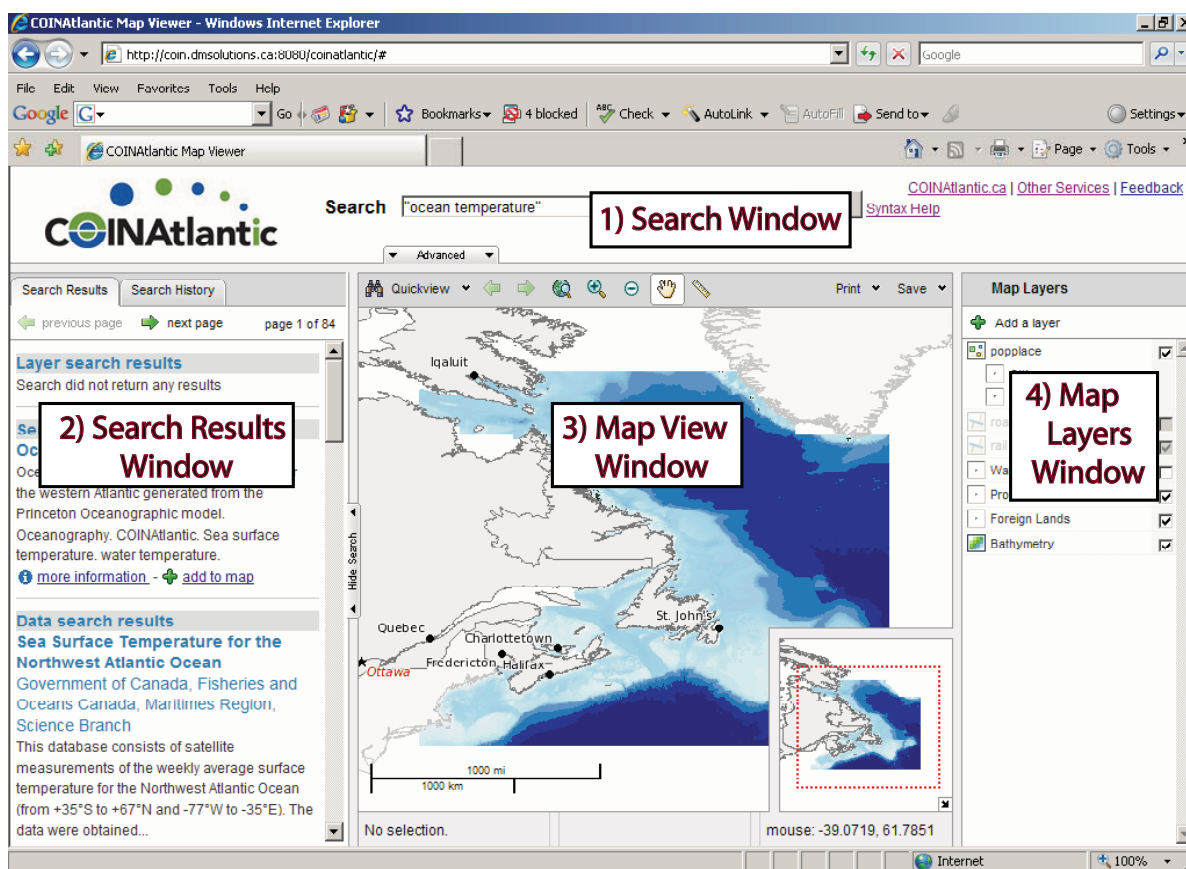 COINAtlantic Map Viewer - Windows Internet Explorer
http://coin.dmsolutions.ca:8080/coinatlantic/#
Google
File Edit View Favorites Tools Help
Google G Go Bookmarks 4 blocked ABC Check AutoLink AutoFill Send to Settings
COINAtlantic Map Viewer
Page Tools
COINAtlantic
Search "ocean temperature"
1) Search Window
COINAtlantic.ca | Other Services | Feedback
Syntax Help
Advanced
Search Results Search History
previous page next page page 1 of 84
Layer search results
Search did not return any results
2) Search Results
Window
the western Atlantic generated from the
Princeton Oceanographic model.
Oceanography. COINAtlantic. Sea surface
temperature. water temperature.
more information - add to map
Data search results
Sea Surface Temperature for the
Northwest Atlantic Ocean
Government of Canada, Fisheries and
Oceans Canada, Maritimes Region,
Science Branch
This database consists of satellite
measurements of the weekly average surface
temperature for the Northwest Atlantic Ocean
(from +35°S to +67°N and -77°W to -35°E). The
data were obtained...
Hide Search
Quickview Print Save
Iqaluit
3) Map View
Window
Quebec
Charlottetown
St. John's
Fredericton Halifax
Ottawa
1000 mi
1000 km
No selection.
mouse: -39.0719, 61.7851
Map Layers
Add a layer
popplace
4) Map
Layers
Window
rail
Foreign Lands
Bathymetry
Internet 100%